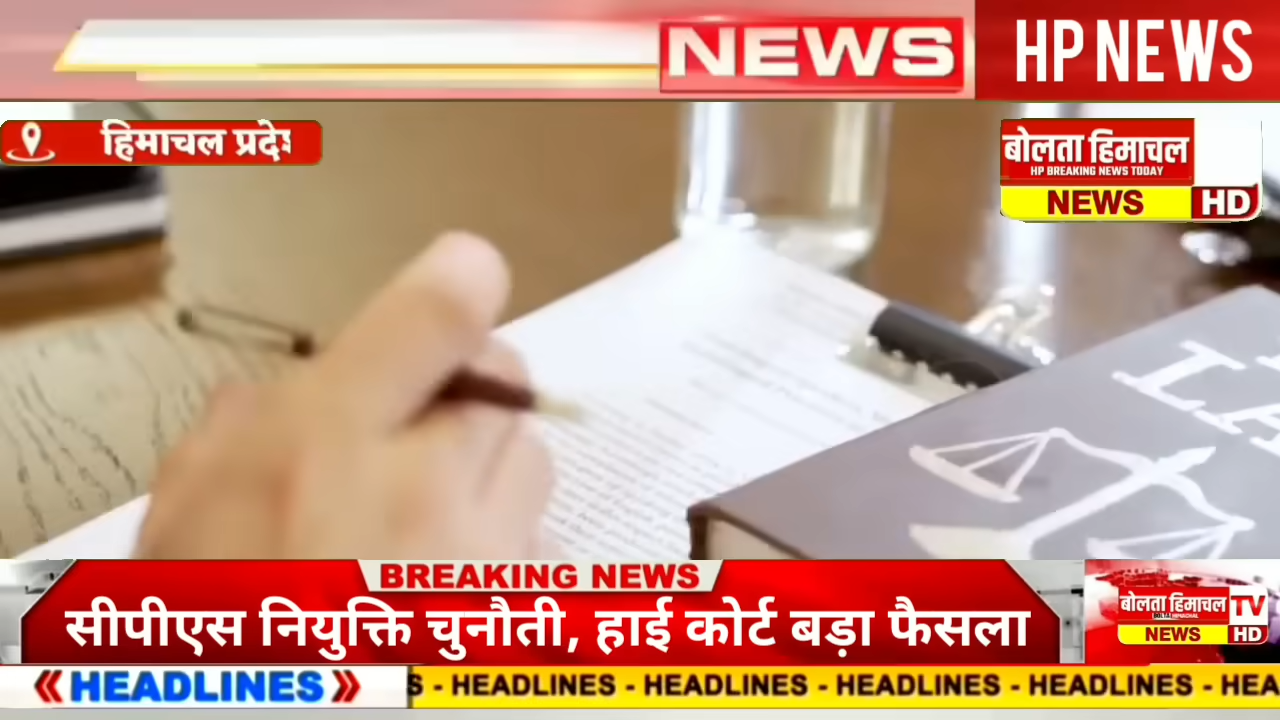 NEWS
HP NEWS
हिमाचल प्रदेश
बोलता हिमाचल
HP BREAKING NEWS TODAY
NEWS HD
BREAKING NEWS
सीपीएस नियुक्ति चुनौती, हाई कोर्ट बड़ा फैसला
बोलता हिमाचल TV
NEWS HD
HEADLINES
- HEADLINES - HEADLINES - HEADLINES - HEADLINES -